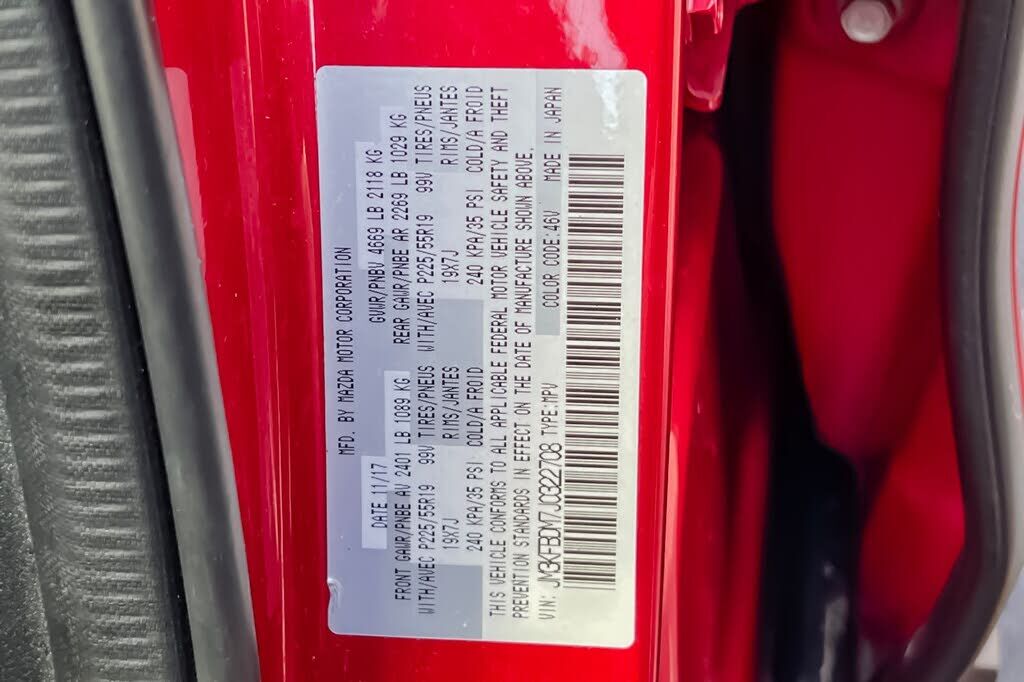 MFD. BY MAZDA MOTOR CORPORATION
DATE 11/17 GVWR/PNBV 4669 LB 2118 KG
FRONT GAWR/PNBE AV 2401 LB 1089 KG REAR GAWR/PNBE AR 2269 LB 1029 KG
WITH/AVEC P225/55R19 99V TIRES/PNEUS WITH/AVEC P225/55R19 99V TIRES/PNEUS
19X7J RIMS/JANTES 19X7J RIMS/JANTES
240 KPA/35 PSI COLD/A FROID 240 KPA/35 PSI COLD/A FROID
THIS VEHICLE CONFORMS TO ALL APPLICABLE FEDERAL MOTOR VEHICLE SAFETY AND THEFT
PREVENTION STANDARDS IN EFFECT ON THE DATE OF MANUFACTURE SHOWN ABOVE.
VIN: JM3KFBDM7J0322708 TYPE:MPV COLOR CODE:46V MADE IN JAPAN